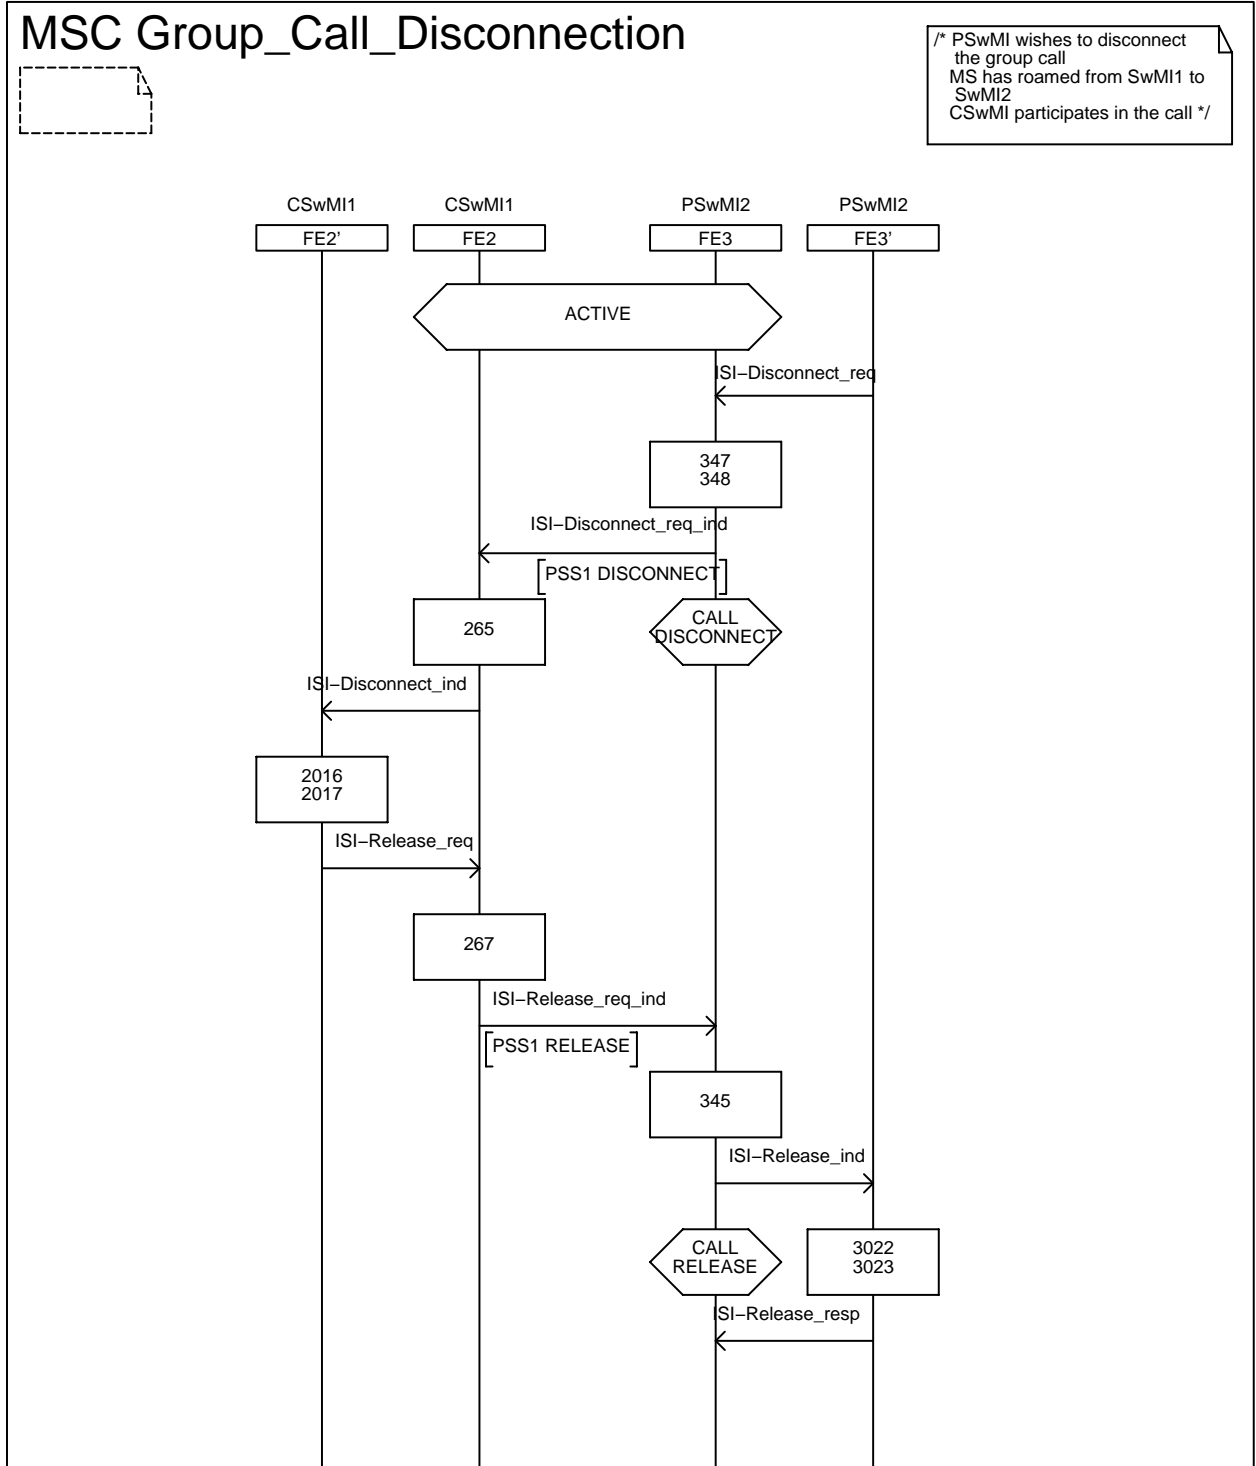 MSC Group_Call_Disconnection
/* PSwMI wishes to disconnect
the group call
MS has roamed from SwMI1 to
SwMI2
CSwMI participates in the call */
CSwMI1 CSwMI1 PSwMI2 PSwMI2
FE2' FE2 FE3 FE3'
ACTIVE
ISI−Disconnect_req
347
348
ISI−Disconnect_req_ind
PSS1 DISCONNECT
265
CALL
DISCONNECT
ISI−Disconnect_ind
2016
2017
ISI−Release_req
267
ISI−Release_req_ind
PSS1 RELEASE
345
ISI−Release_ind
CALL
RELEASE
3022
3023
ISI−Release_resp